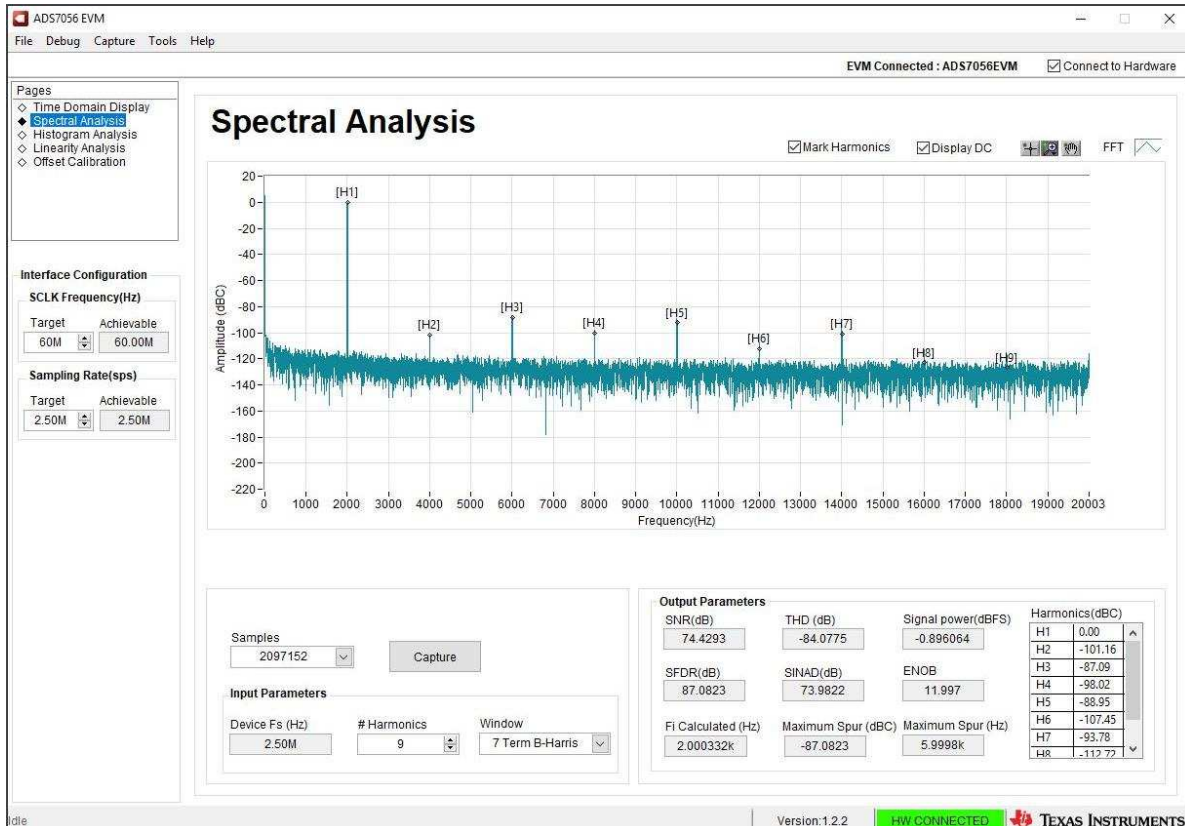 ADS7056 EVM
File Debug Capture Tools Help
EVM Connected : ADS7056EVM Connect to Hardware
Pages
Time Domain Display
Spectral Analysis
Histogram Analysis
Linearity Analysis
Offset Calibration
Interface Configuration
SCLK Frequency(Hz)
Target Achievable
60M 60.00M
Sampling Rate(sps)
Target Achievable
2.50M 2.50M
Spectral Analysis
Mark Harmonics Display DC FFT
20
0
-20
-40
-60
-80
-100
-120
-140
-160
-180
-200
-220
Amplitude (dBC)
[H1]
[H2]
[H3]
[H4]
[H5]
[H6]
[H7]
[H8]
[H9]
0 1000 2000 3000 4000 5000 6000 7000 8000 9000 10000 11000 12000 13000 14000 15000 16000 17000 18000 19000 20003
Frequency(Hz)
Samples
2097152
Capture
Input Parameters
Device Fs (Hz) # Harmonics Window
2.50M 9 7 Term B-Harris
Output Parameters
SNR(dB) THD (dB) Signal power(dBFS)
74.4293 -84.0775 -0.896064
SFDR(dB) SINAD(dB) ENOB
87.0823 73.9822 11.997
Fi Calculated (Hz) Maximum Spur (dBC) Maximum Spur (Hz)
2.000332k -87.0823 5.9998k
Harmonics(dBC)
H1 0.00
H2 -101.16
H3 -87.09
H4 -98.02
H5 -88.95
H6 -107.45
H7 -93.78
H8 -112.72
Idle Version:1.2.2 HW CONNECTED TEXAS INSTRUMENTS